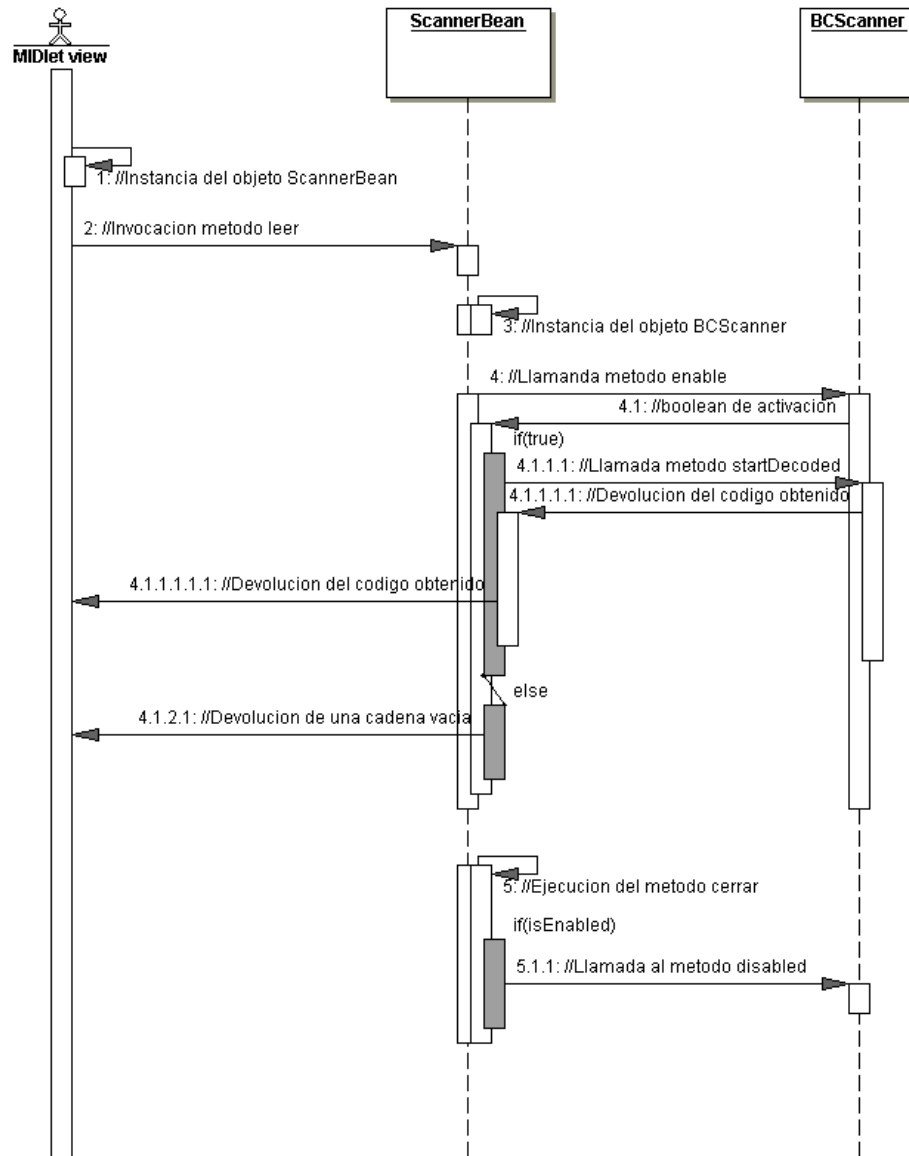 ScannerBean
BCScanner
MIDlet view
1: //Instancia del objeto ScannerBean
2: //Invocacion metodo leer
3: //Instancia del objeto BCScanner
4: //Llamanda metodo enable
4.1: //boolean de activacion
if(true)
4.1.1.1: //Llamada metodo startDecoded
4.1.1.1.1: //Devolucion del codigo obtenido
4.1.1.1.1.1: //Devolucion del codigo obtenido
else
4.1.2.1: //Devolucion de una cadena vacia
5: //Ejecucion del metodo cerrar
if(isEnabled)
5.1.1: //Llamada al metodo disabled